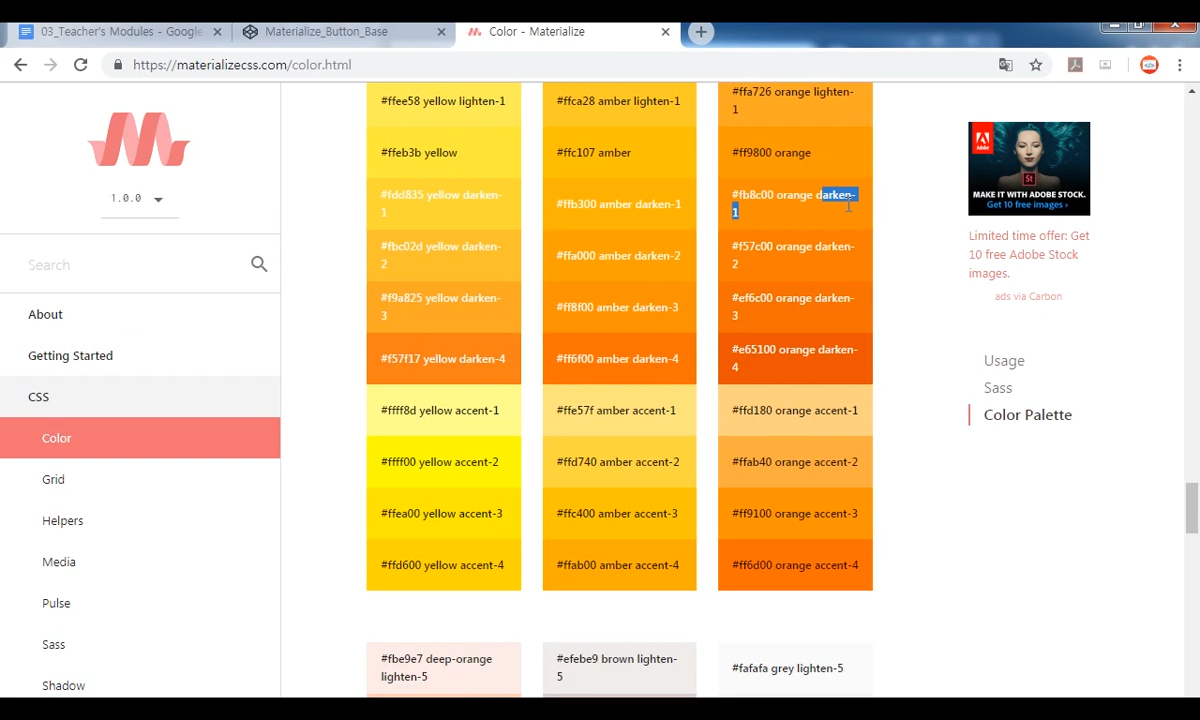 03_Teacher's Modules - Google
Materialize_Button_Base
Color - Materialize
https://materializecss.com/color.html
1.0.0
Search
About
Getting Started
CSS
Color
Grid
Helpers
Media
Pulse
Sass
Shadow
#ffee58 yellow lighten-1
#ffeb3b yellow
#fdd835 yellow darken-
1
#fbc02d yellow darken-
2
#f9a825 yellow darken-
3
#f57f17 yellow darken-4
#ffff8d yellow accent-1
#ffff00 yellow accent-2
#ffea00 yellow accent-3
#ffd600 yellow accent-4
#ffca28 amber lighten-1
#ffc107 amber
#ffb300 amber darken-1
#ffa000 amber darken-2
#ff8f00 amber darken-3
#ff6f00 amber darken-4
#ffe57f amber accent-1
#ffd740 amber accent-2
#ffc400 amber accent-3
#ffab00 amber accent-4
#ffa726 orange lighten-
1
#ff9800 orange
#fb8c00 orange darken-
1
#f57c00 orange darken-
2
#ef6c00 orange darken-
3
#e65100 orange darken-
4
#ffd180 orange accent-1
#ffab40 orange accent-2
#ff9100 orange accent-3
#ff6d00 orange accent-4
#fbe9e7 deep-orange
lighten-5
#efebe9 brown lighten-
5
#fafafa grey lighten-5
Adobe
St
MAKE IT WITH ADOBE STOCK.
Get 10 free images ›
Limited time offer: Get
10 free Adobe Stock
images.
ads via Carbon
Usage
Sass
Color Palette